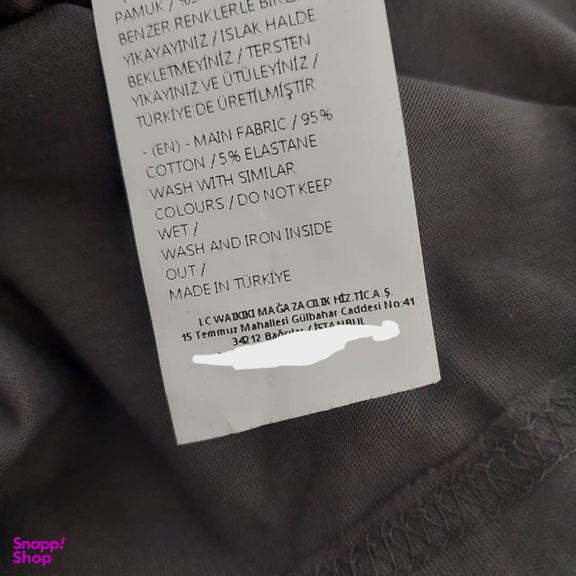 PAMUK / %5
BENZER RENKLERLE
YIKAYAYINIZ / ISLAK HALDE
BEKLETMEYİNİZ / TERSTEN
YIKAYINIZ VE ÜTÜLEYİNİZ /
TÜRKİYE'DE ÜRETİLMİŞTİR
- (EN) - MAIN FABRIC / 95%
COTTON / 5% ELASTANE
WASH WITH SIMILAR
COLOURS / DO NOT KEEP
WET /
WASH AND IRON INSIDE
OUT /
MADE IN TÜRKİYE
LC WAIKIKI MAĞAZACILIK HİZ.TİC.A.Ş.
15 Temmuz Mahallesi Gülbahar Caddesi No:41
34212 Bağcılar / İSTANBUL
Snapp!
Shop